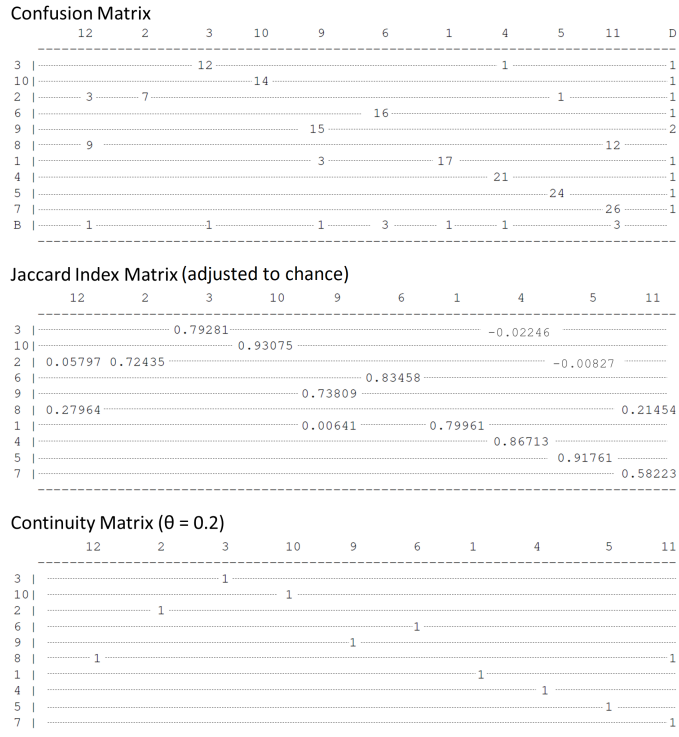 Confusion Matrix
12 2 3 10 9 6 1 4 5 11 D
3 | 12 1 1
10| 14 1
2 | 3 7 1 1
6 | 16 1
9 | 15 2
8 | 9 12
1 | 3 17 1
4 | 21 1
5 | 24 1
7 | 26 1
B | 1 1 1 3 1 1 3
Jaccard Index Matrix (adjusted to chance)
12 2 3 10 9 6 1 4 5 11
3 | 0.79281 -0.02246
10| 0.93075
2 | 0.05797 0.72435 -0.00827
6 | 0.83458
9 | 0.73809
8 | 0.27964 0.21454
1 | 0.00641 0.79961
4 | 0.86713
5 | 0.91761
7 | 0.58223
Continuity Matrix (θ = 0.2)
12 2 3 10 9 6 1 4 5 11
3 | 1
10| 1
2 | 1
6 | 1
9 | 1
8 | 1 1
1 | 1
4 | 1
5 | 1
7 | 1